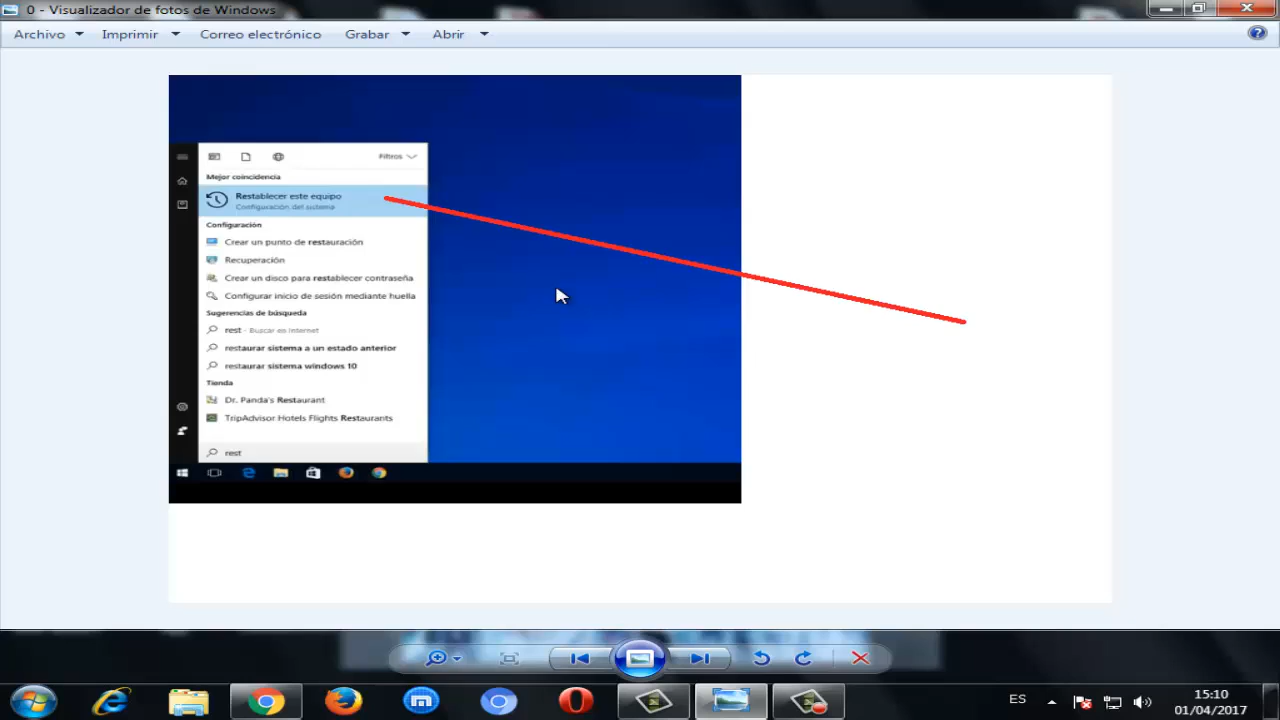 0 - Visualizador de fotos de Windows
Archivo Imprimir Correo electrónico Grabar Abrir
Filtros
Mejor coincidencia
Restablecer este equipo
Configuración del sistema
Configuración
Crear un punto de restauración
Recuperación
Crear un disco para restablecer contraseña
Configurar inicio de sesión mediante huella
Sugerencias de búsqueda
rest - Buscar en Internet
restaurar sistema a un estado anterior
restaurar sistema windows 10
Tienda
Dr. Panda's Restaurant
TripAdvisor Hotels Flights Restaurants
rest
ES
15:10
01/04/2017